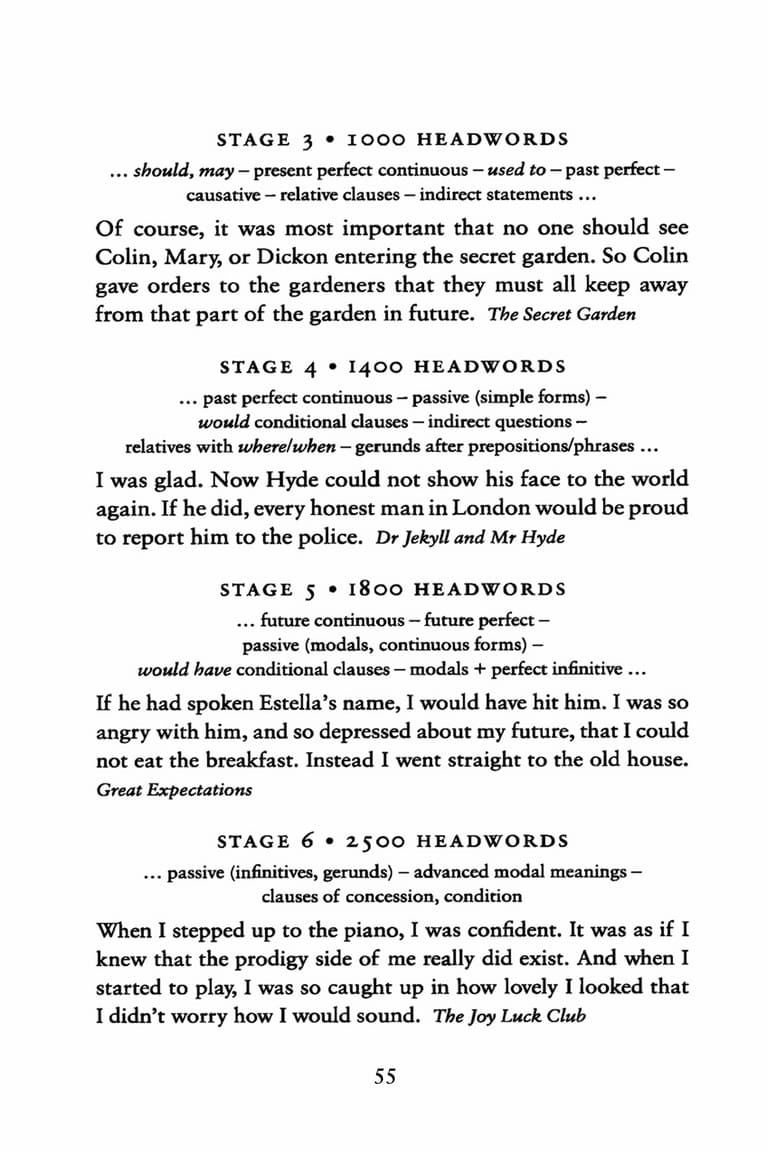 STAGE 3 • 1000 HEADWORDS
... should, may – present perfect continuous – used to – past perfect –
causative – relative clauses – indirect statements ...
Of course, it was most important that no one should see
Colin, Mary, or Dickon entering the secret garden. So Colin
gave orders to the gardeners that they must all keep away
from that part of the garden in future. The Secret Garden
STAGE 4 • 1400 HEADWORDS
... past perfect continuous – passive (simple forms) –
would conditional clauses – indirect questions –
relatives with where/when – gerunds after prepositions/phrases ...
I was glad. Now Hyde could not show his face to the world
again. If he did, every honest man in London would be proud
to report him to the police. Dr Jekyll and Mr Hyde
STAGE 5 • 1800 HEADWORDS
... future continuous – future perfect –
passive (modals, continuous forms) –
would have conditional clauses – modals + perfect infinitive ...
If he had spoken Estella's name, I would have hit him. I was so
angry with him, and so depressed about my future, that I could
not eat the breakfast. Instead I went straight to the old house.
Great Expectations
STAGE 6 • 2500 HEADWORDS
... passive (infinitives, gerunds) – advanced modal meanings –
clauses of concession, condition
When I stepped up to the piano, I was confident. It was as if I
knew that the prodigy side of me really did exist. And when I
started to play, I was so caught up in how lovely I looked that
I didn't worry how I would sound. The Joy Luck Club
55